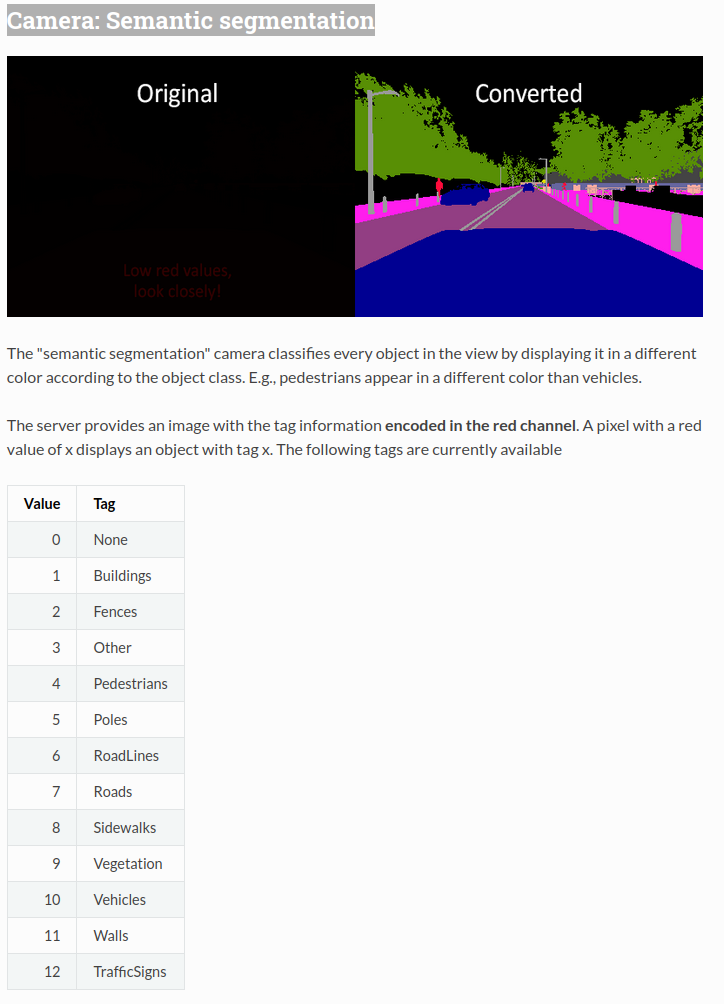 Camera: Semantic segmentation
Original
Converted
Low red values,
look closely!
The "semantic segmentation" camera classifies every object in the view by displaying it in a different
color according to the object class. E.g., pedestrians appear in a different color than vehicles.
The server provides an image with the tag information encoded in the red channel. A pixel with a red
value of x displays an object with tag x. The following tags are currently available
Value Tag
0 None
1 Buildings
2 Fences
3 Other
4 Pedestrians
5 Poles
6 RoadLines
7 Roads
8 Sidewalks
9 Vegetation
10 Vehicles
11 Walls
12 TrafficSigns